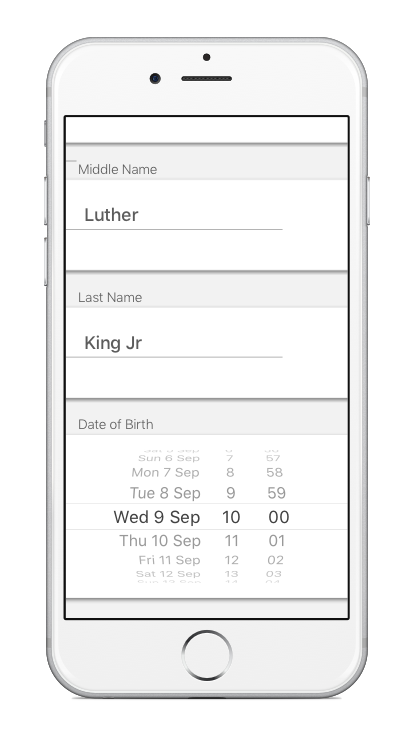 Middle Name
Luther
Last Name
King Jr
Date of Birth
Sun 6 Sep 7 57
Mon 7 Sep 8 58
Tue 8 Sep 9 59
Wed 9 Sep 10 00
Thu 10 Sep 11 01
Fri 11 Sep 12 02
Sat 12 Sep 13 03